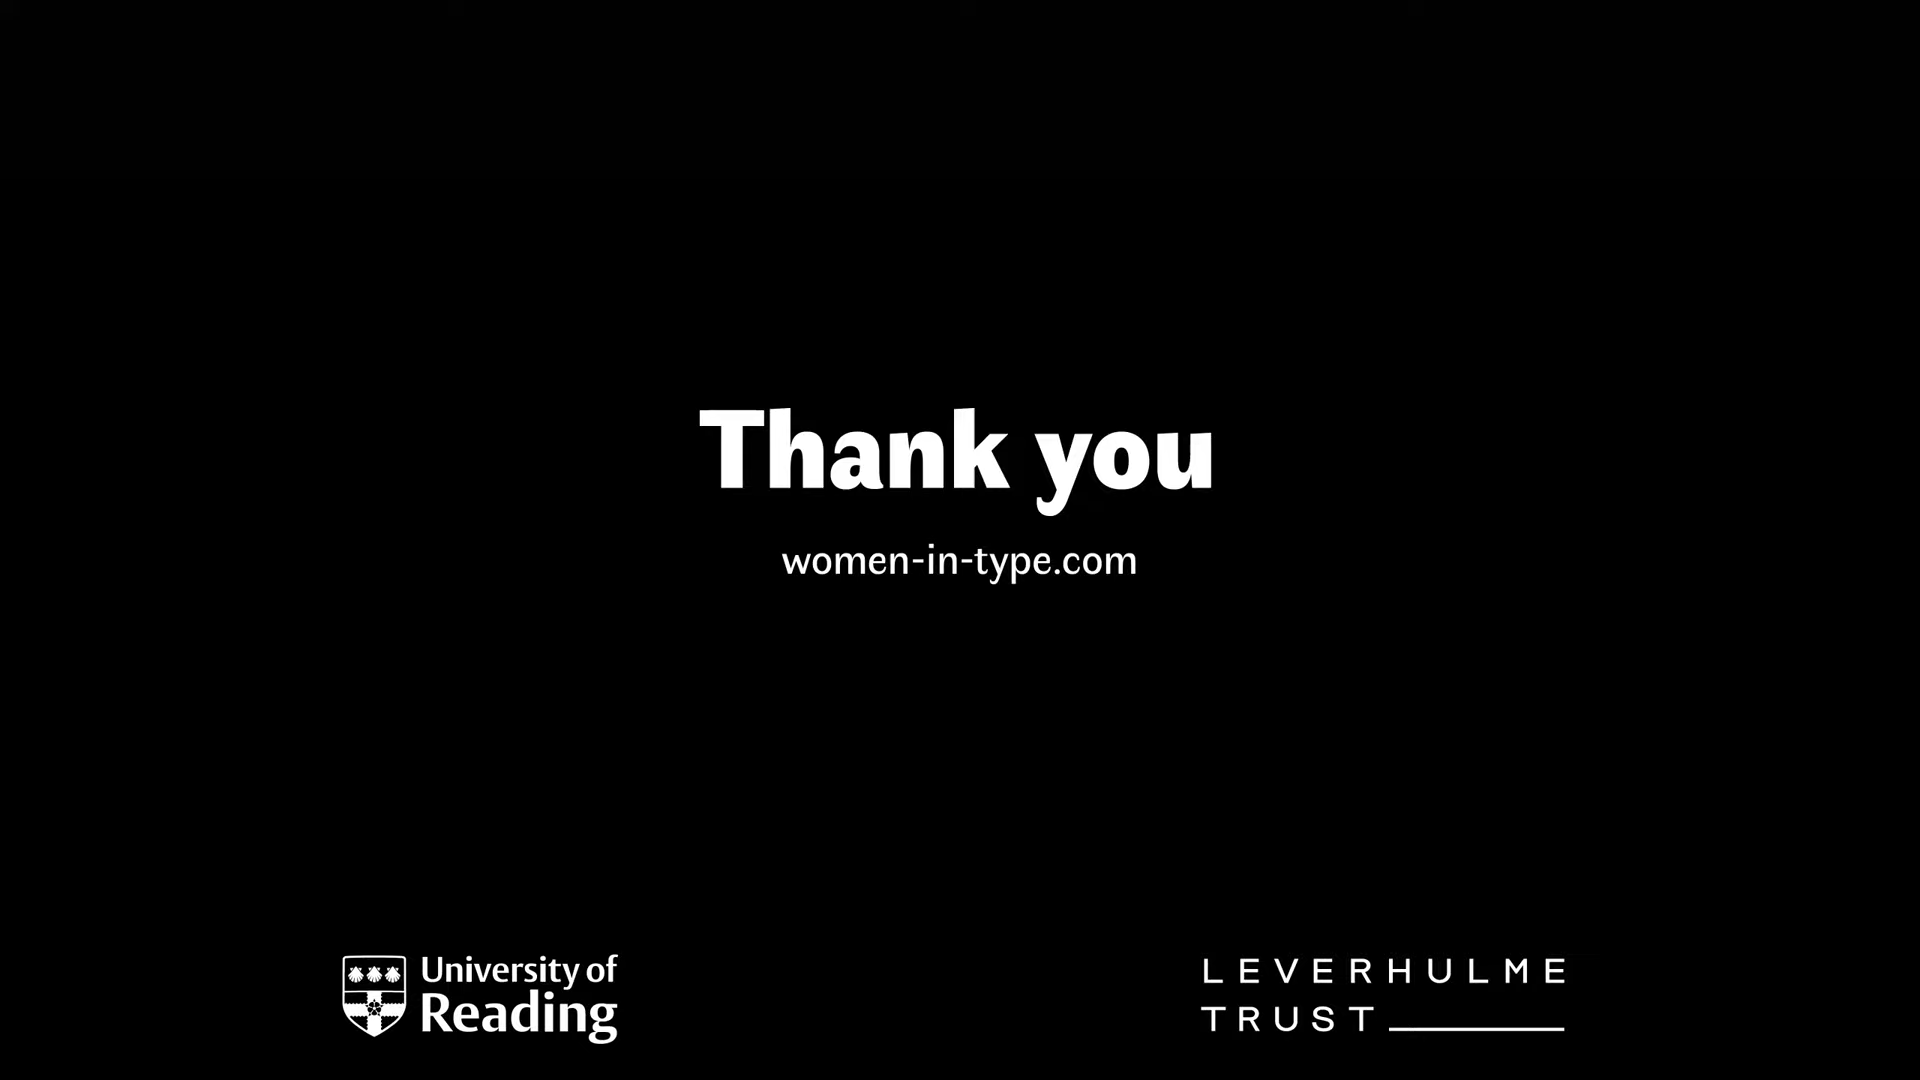 Thank you
women-in-type.com
University of
Reading
LEVERHULME
TRUST